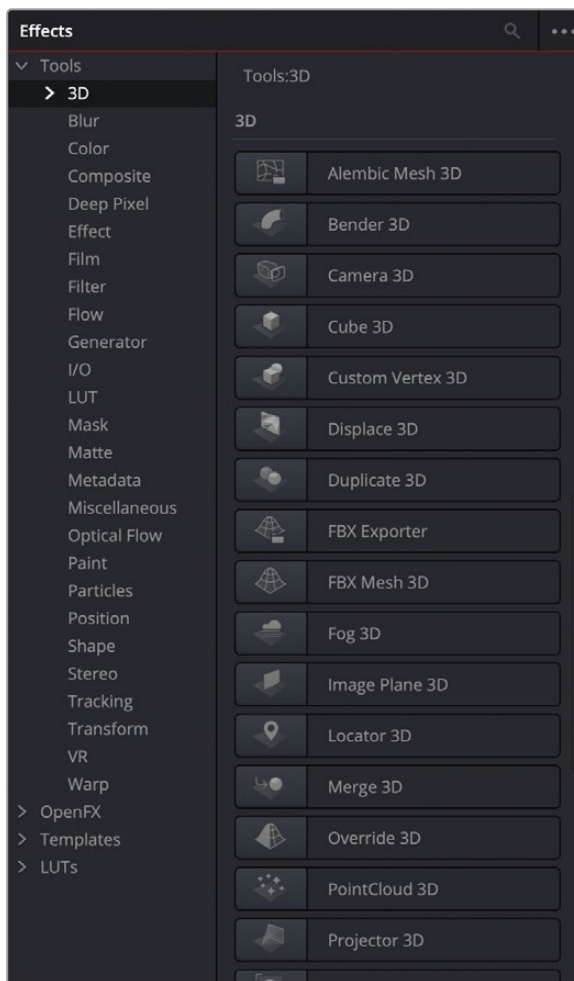 Effects
Tools
3D
Blur
Color
Composite
Deep Pixel
Effect
Film
Filter
Flow
Generator
I/O
LUT
Mask
Matte
Metadata
Miscellaneous
Optical Flow
Paint
Particles
Position
Shape
Stereo
Tracking
Transform
VR
Warp
OpenFX
Templates
LUTs
Tools:3D
3D
Alembic Mesh 3D
Bender 3D
Camera 3D
Cube 3D
Custom Vertex 3D
Displace 3D
Duplicate 3D
FBX Exporter
FBX Mesh 3D
Fog 3D
Image Plane 3D
Locator 3D
Merge 3D
Override 3D
PointCloud 3D
Projector 3D